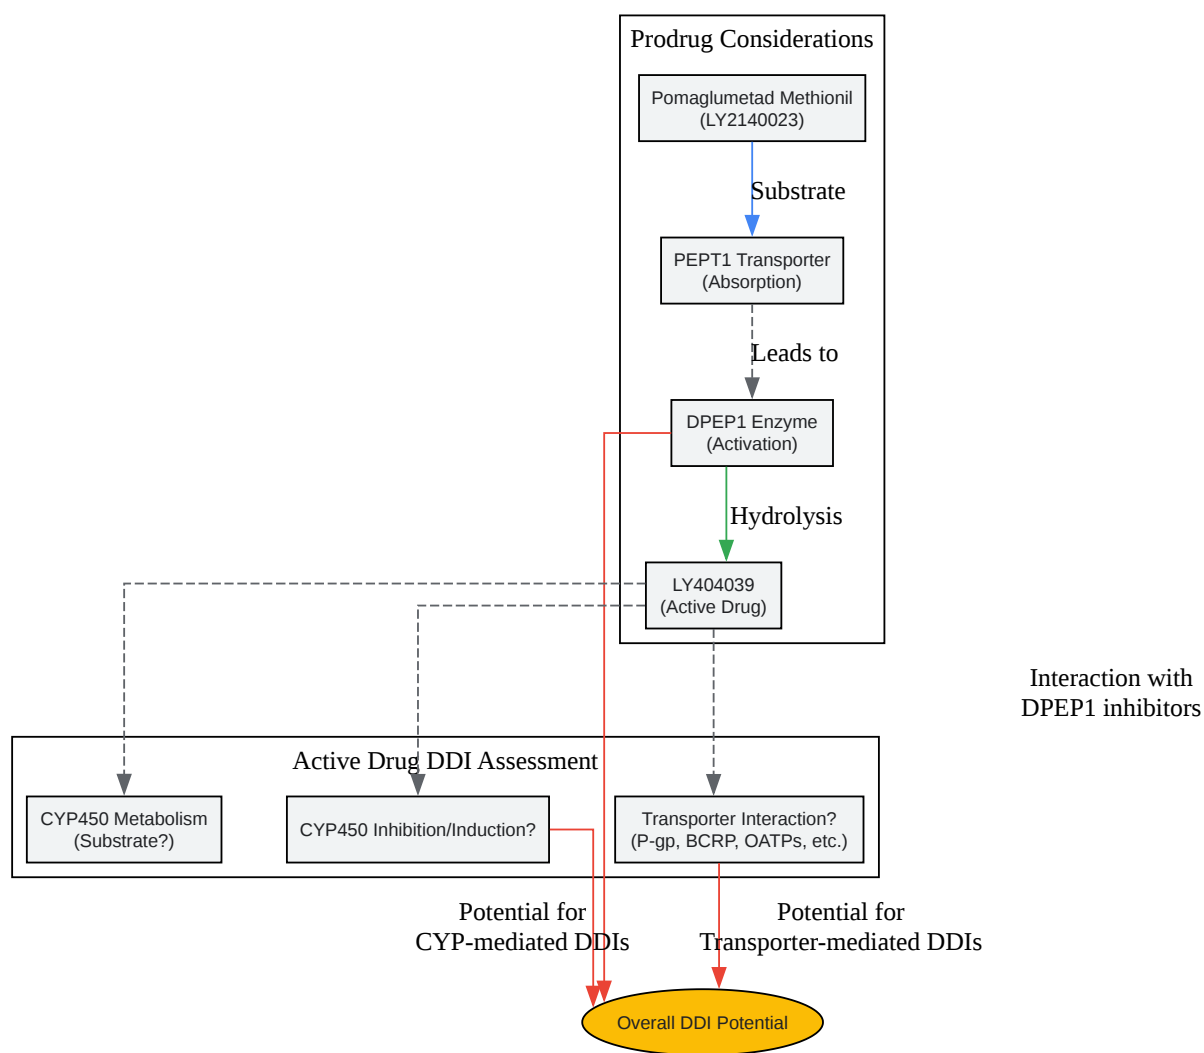 Prodrug Considerations
Pomaglumetad Methionil
(LY2140023)
Substrate
PEPT1 Transporter
(Absorption)
Leads to
DPEP1 Enzyme
(Activation)
Hydrolysis
LY404039
(Active Drug)
Interaction with
DPEP1 inhibitors
Active Drug DDI Assessment
CYP450 Metabolism
(Substrate?)
CYP450 Inhibition/Induction?
Transporter Interaction?
(P-gp, BCRP, OATPs, etc.)
Potential for
CYP-mediated DDIs
Potential for
Transporter-mediated DDIs
Overall DDI Potential